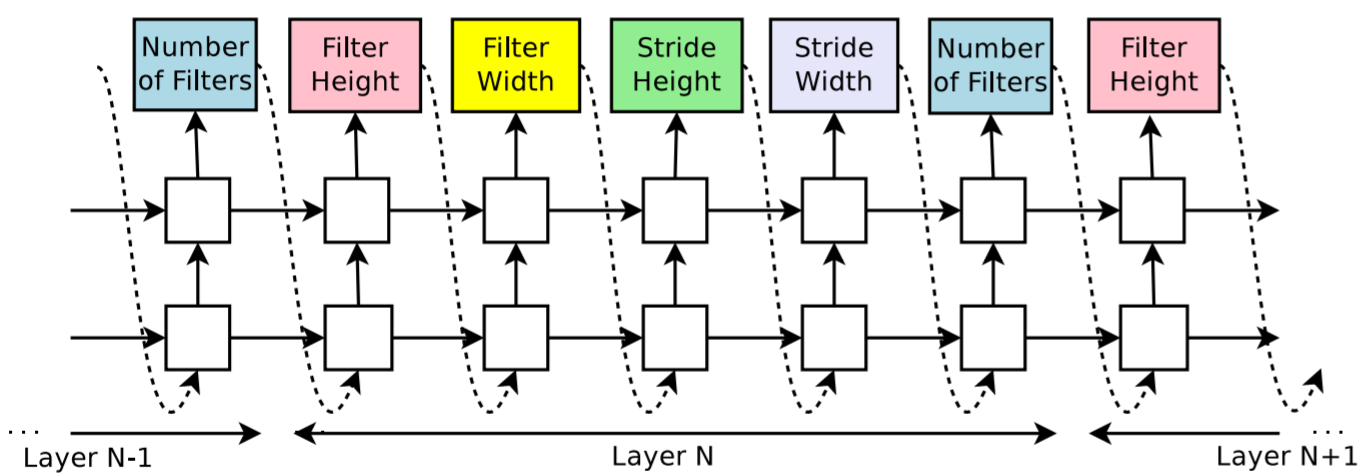 Number
of Filters
Filter
Height
Filter
Width
Stride
Height
Stride
Width
Number
of Filters
Filter
Height
...
Layer N-1
Layer N
...
Layer N+1